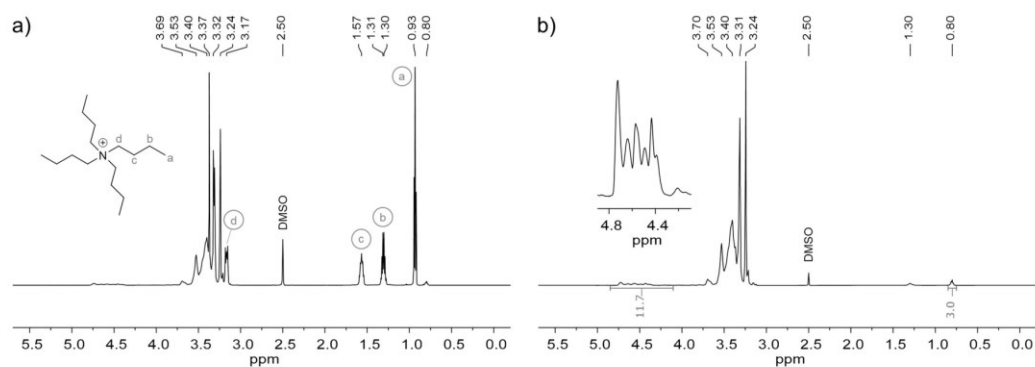 a)
3.69
3.53
3.40
3.37
3.32
3.24
3.17
2.50
1.57
1.31
1.30
0.93
0.80
a
d
b
c
a
N
⊕
d
c
b
DMSO
5.5 5.0 4.5 4.0 3.5 3.0 2.5 2.0 1.5 1.0 0.5 0.0
ppm
b)
3.70
3.53
3.40
3.31
3.24
2.50
1.30
0.80
4.8 4.4
ppm
DMSO
11.7
3.0
5.5 5.0 4.5 4.0 3.5 3.0 2.5 2.0 1.5 1.0 0.5 0.0
ppm